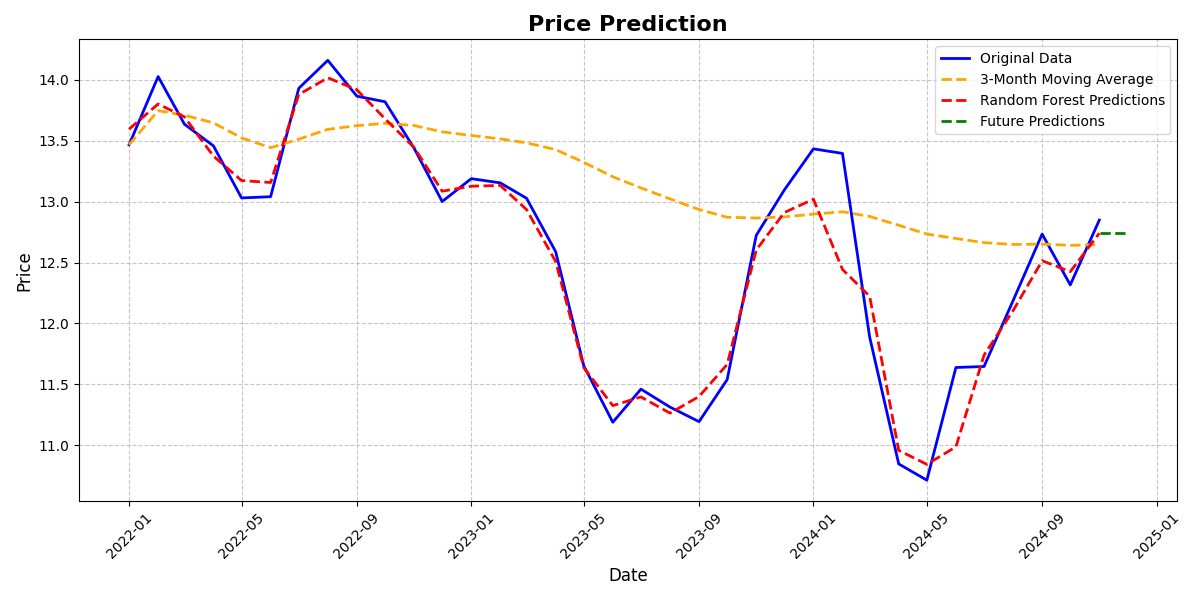 Price Prediction
Original Data
3-Month Moving Average
Random Forest Predictions
Future Predictions
Price
14.0
13.5
13.0
12.5
12.0
11.5
11.0
2022-01
2022-05
2022-09
2023-01
2023-05
2023-09
2024-01
2024-05
2024-09
2025-01
Date